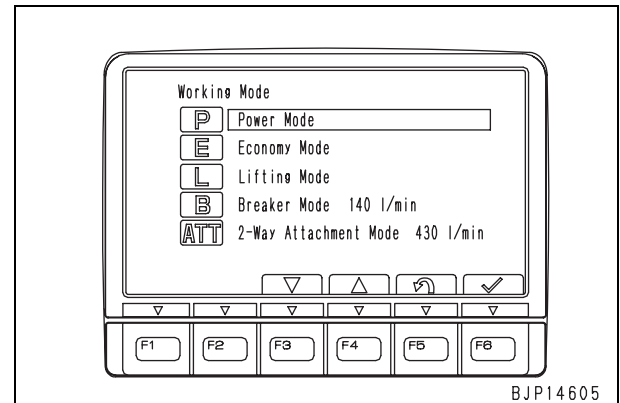 Working Mode
P Power Mode
E Economy Mode
L Lifting Mode
B Breaker Mode 140 l/min
ATT 2-Way Attachment Mode 430 l/min
F1 F2 F3 F4 F5 F6
BJP14605